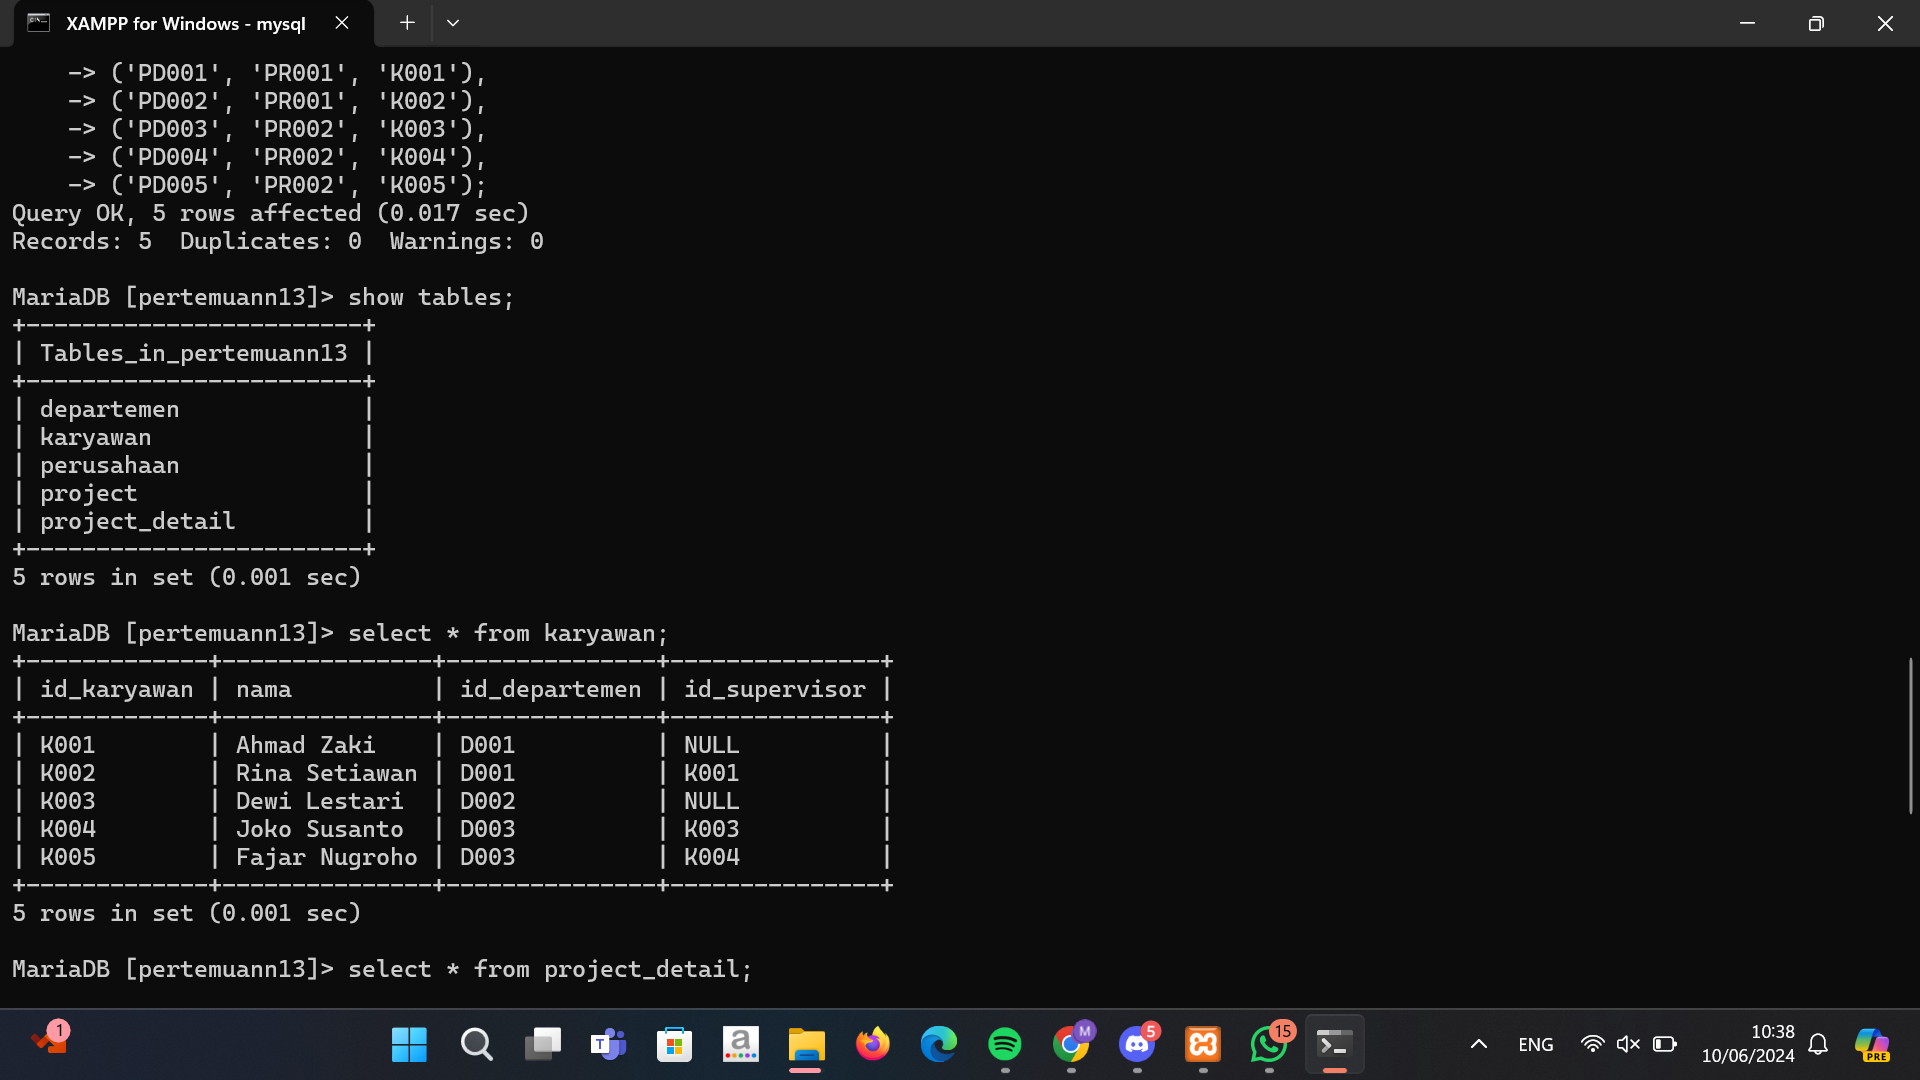 XAMPP for Windows - mysql
-> ('PD001', 'PR001', 'K001'),
-> ('PD002', 'PR001', 'K002'),
-> ('PD003', 'PR002', 'K003'),
-> ('PD004', 'PR002', 'K004'),
-> ('PD005', 'PR002', 'K005');
Query OK, 5 rows affected (0.017 sec)
Records: 5  Duplicates: 0  Warnings: 0
MariaDB [pertemuann13]> show tables;
+------------------------+
| Tables_in_pertemuann13 |
+------------------------+
| departemen             |
| karyawan               |
| perusahaan             |
| project                |
| project_detail         |
+------------------------+
5 rows in set (0.001 sec)
MariaDB [pertemuann13]> select * from karyawan;
+-------------+---------------+---------------+---------------+
| id_karyawan | nama          | id_departemen | id_supervisor |
+-------------+---------------+---------------+---------------+
| K001        | Ahmad Zaki    | D001          | NULL          |
| K002        | Rina Setiawan | D001          | K001          |
| K003        | Dewi Lestari  | D002          | NULL          |
| K004        | Joko Susanto  | D003          | K003          |
| K005        | Fajar Nugroho | D003          | K004          |
+-------------+---------------+---------------+---------------+
5 rows in set (0.001 sec)
MariaDB [pertemuann13]> select * from project_detail;
1
T
a
M
5
15
ENG
10:38
10/06/2024
PRE